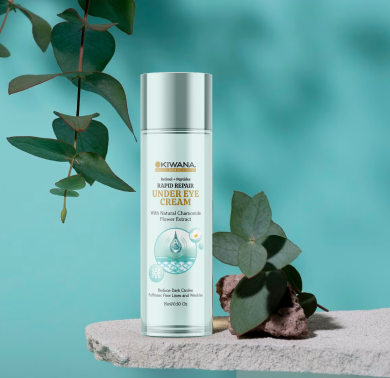 KIWANA
Retinol + Peptides
RAPID REPAIR
UNDER EYE
CREAM
With Natural Chamomile
Flower Extract
Reduce Dark Circles
Fine Lines and Wrinkles